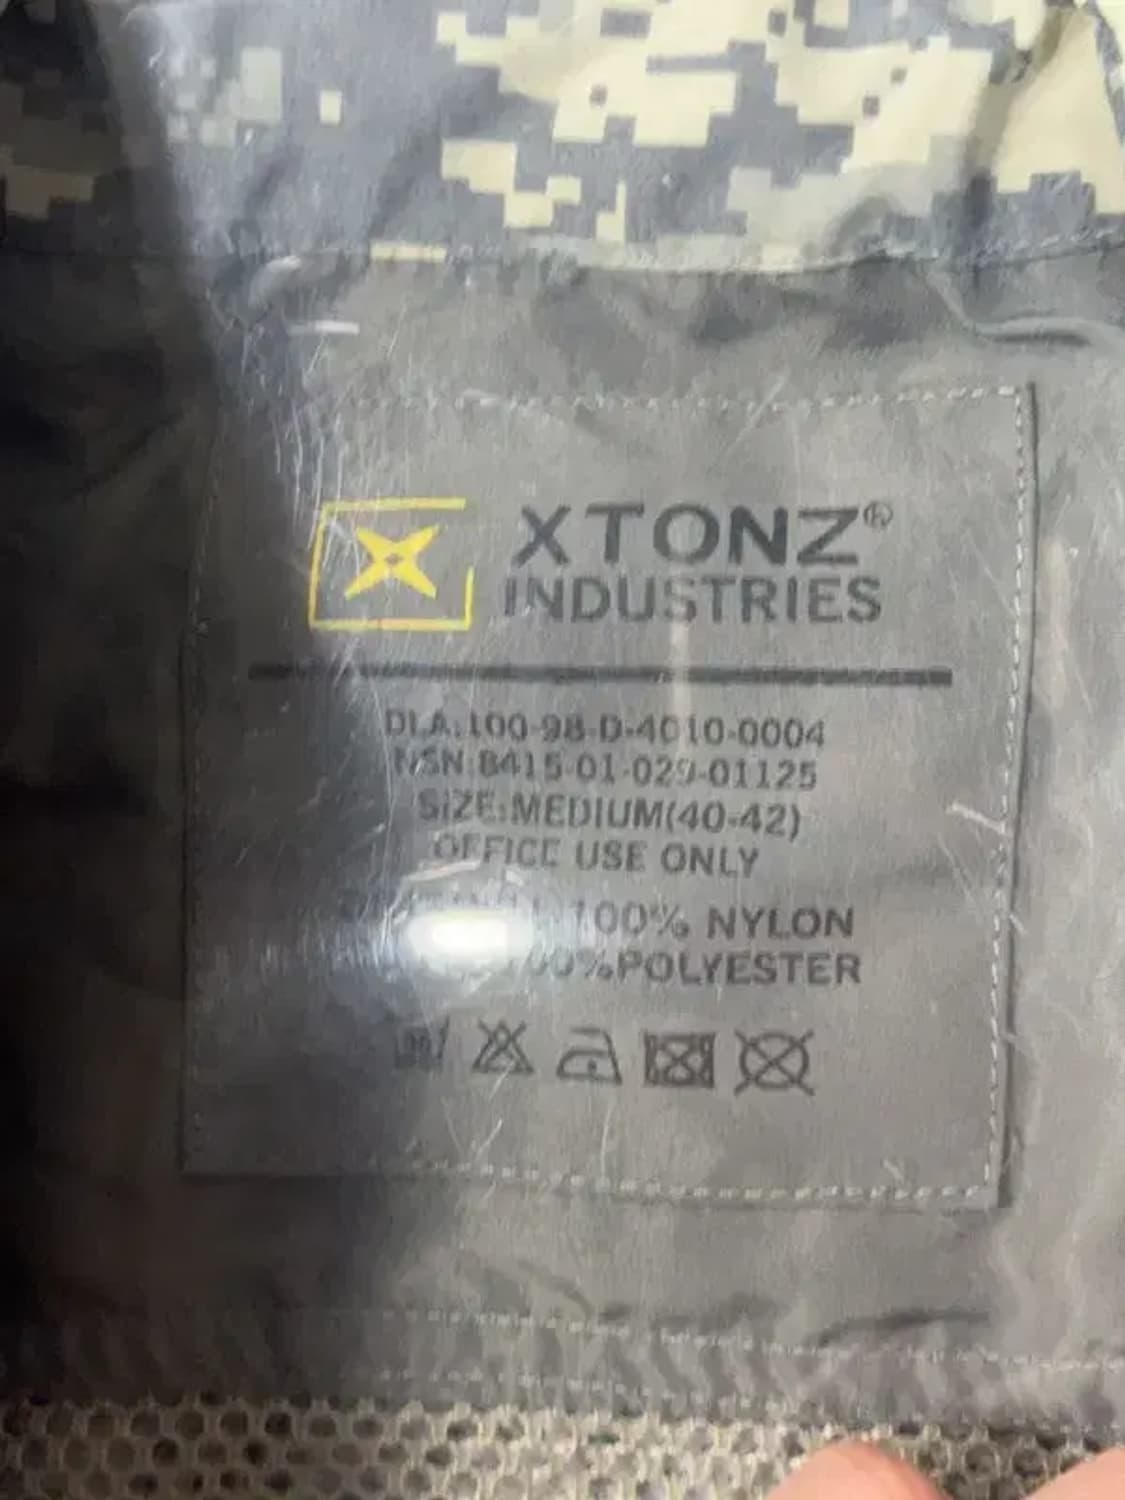 XTONZ®
INDUSTRIES
DLA:100-98-D-4010-0004
NSN:8415-01-029-01125
SIZE:MEDIUM(40-42)
OFFICE USE ONLY
100% NYLON
100%POLYESTER